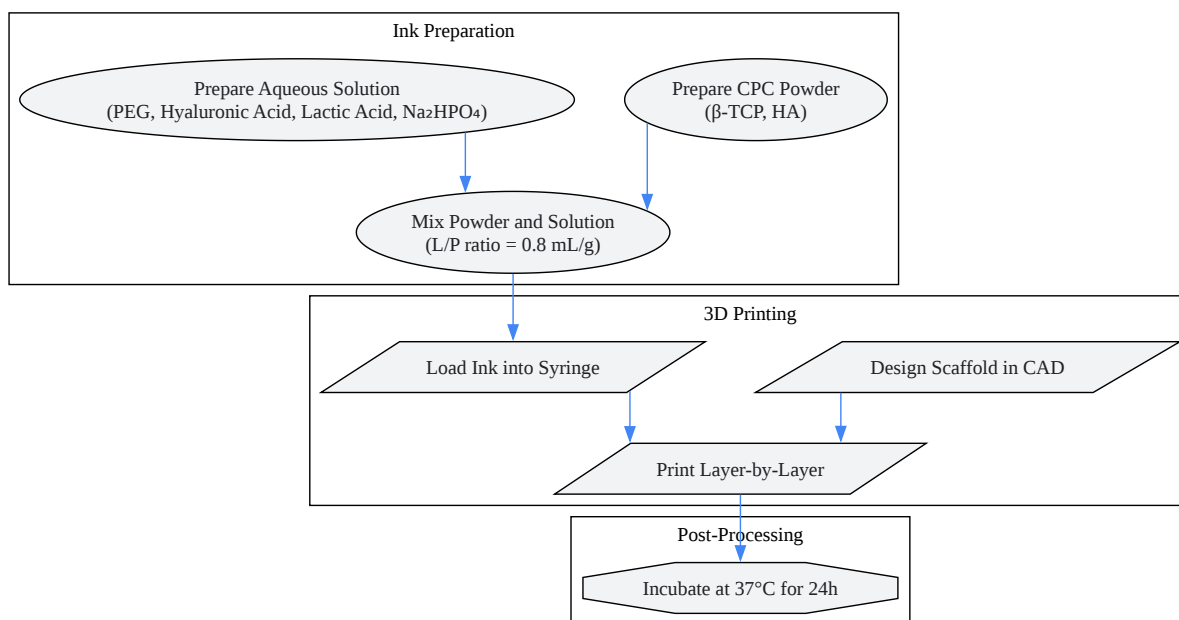 Ink Preparation
Prepare Aqueous Solution
(PEG, Hyaluronic Acid, Lactic Acid, Na₂HPO₄)
Prepare CPC Powder
(β-TCP, HA)
Mix Powder and Solution
(L/P ratio = 0.8 mL/g)
3D Printing
Load Ink into Syringe
Design Scaffold in CAD
Print Layer-by-Layer
Post-Processing
Incubate at 37°C for 24h